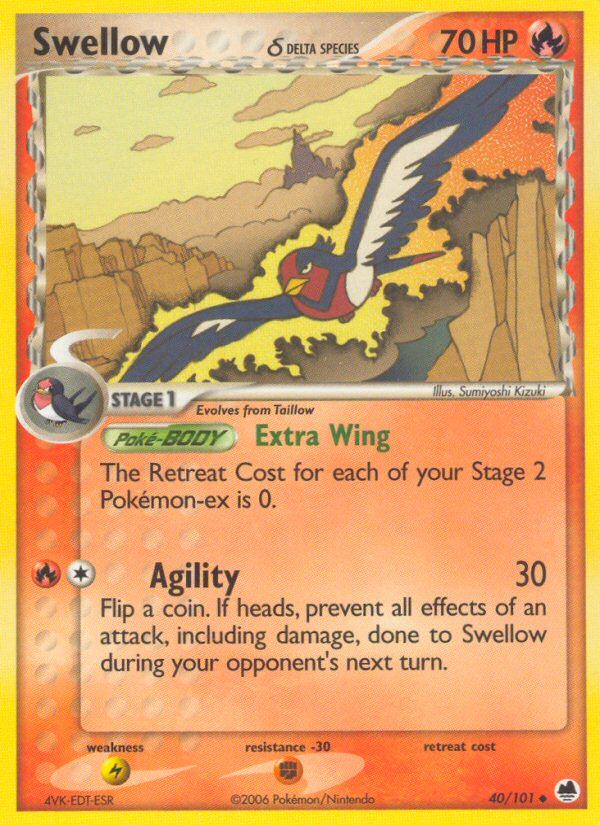 Swellow δ DELTA SPECIES 70 HP
Illus. Sumiyoshi Kizuki
STAGE 1
Evolves from Taillow
Poké-BODY Extra Wing
The Retreat Cost for each of your Stage 2
Pokémon-ex is 0.
Agility 30
Flip a coin. If heads, prevent all effects of an
attack, including damage, done to Swellow
during your opponent's next turn.
weakness resistance -30 retreat cost
4VK-EDT-ESR ©2006 Pokémon/Nintendo 40/101